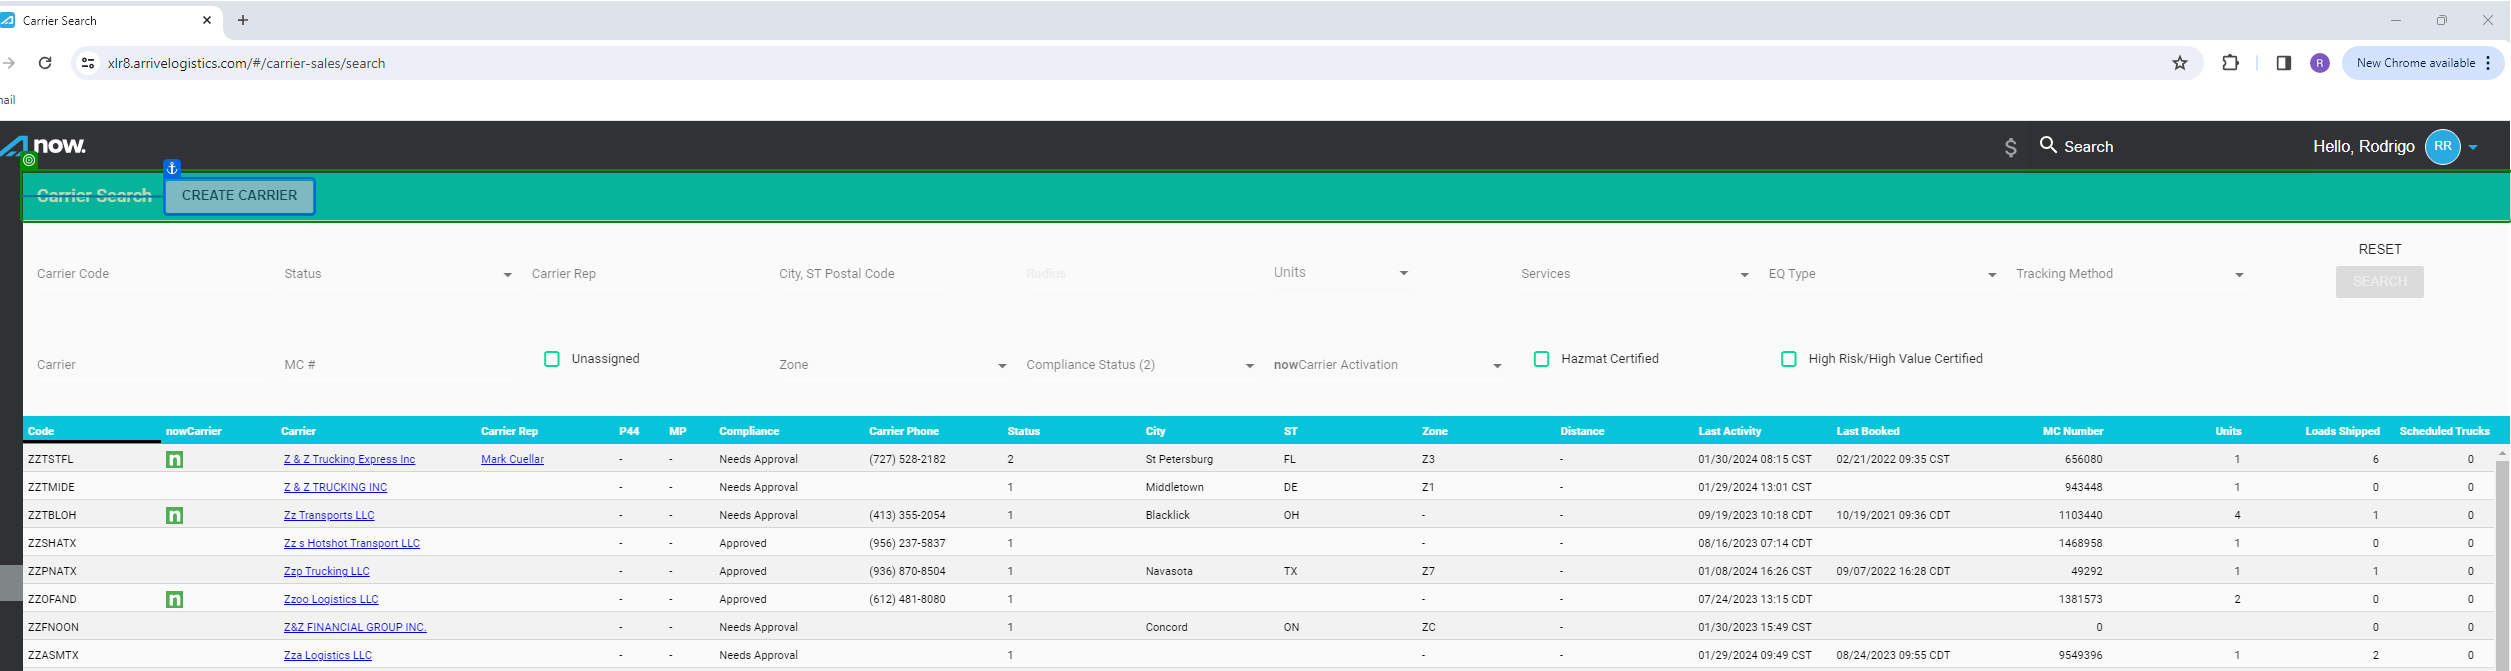 Carrier Search
xlr8.arrivelogistics.com/#/carrier-sales/search
R
New Chrome available
nail
now.
$ Search
Hello, Rodrigo RR
Carrier Search CREATE CARRIER
RESET
Carrier Code Status Carrier Rep City, ST Postal Code Radius Units Services EQ Type Tracking Method
SEARCH
Carrier MC # Unassigned Zone Compliance Status (2) nowCarrier Activation Hazmat Certified High Risk/High Value Certified
Code nowCarrier Carrier Carrier Rep P44 MP Compliance Carrier Phone Status City ST Zone Distance Last Activity Last Booked MC Number Units Loads Shipped Scheduled Trucks
ZZTSTFL n Z & Z Trucking Express Inc Mark Cuellar - - Needs Approval (727) 528-2182 2 St Petersburg FL Z3 - 01/30/2024 08:15 CST 02/21/2022 09:35 CST 656080 1 6 0
ZZTMIDE Z & Z TRUCKING INC - - Needs Approval 1 Middletown DE Z1 - 01/29/2024 13:01 CST 943448 1 0 0
ZZTBLOH n Zz Transports LLC - - Needs Approval (413) 355-2054 1 Blacklick OH - - 09/19/2023 10:18 CDT 10/19/2021 09:36 CDT 1103440 4 1 0
ZZSHATX Zz s Hotshot Transport LLC - - Approved (956) 237-5837 1 - - 08/16/2023 07:14 CDT 1468958 1 0 0
ZZPNATX Zzp Trucking LLC - - Approved (936) 870-8504 1 Navasota TX Z7 - 01/08/2024 16:26 CST 09/07/2022 16:28 CDT 49292 1 1 0
ZZOFAND n Zzoo Logistics LLC - - Approved (612) 481-8080 1 - - 07/24/2023 13:15 CDT 1381573 2 0 0
ZZFNOON Z&Z FINANCIAL GROUP INC. - - Needs Approval 1 Concord ON ZC - 01/30/2023 15:49 CST 0 0 0
ZZASMTX Zza Logistics LLC - - Needs Approval 1 - - 01/29/2024 09:49 CST 08/24/2023 09:55 CDT 9549396 1 2 0